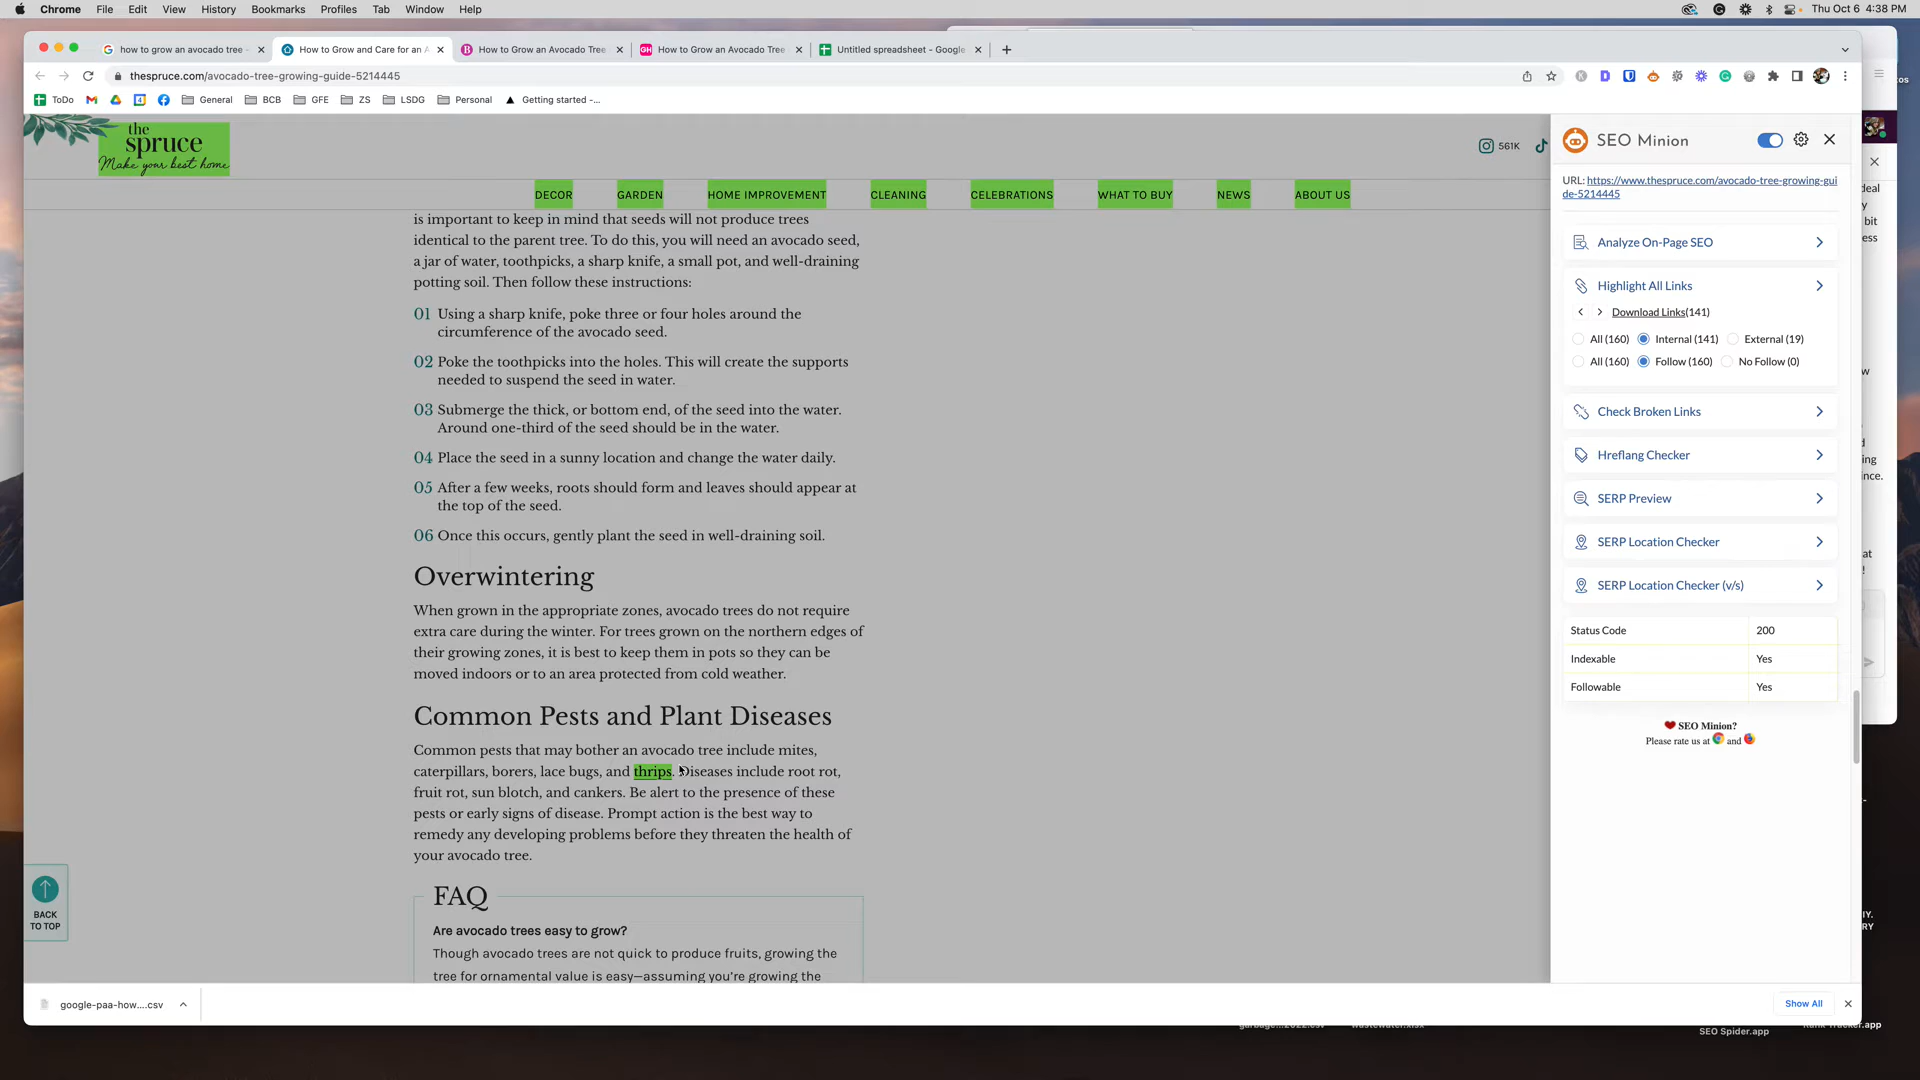 Chrome File Edit View History Bookmarks Profiles Tab Window Help Thu Oct 6 4:38 PM
how to grow an avocado tree - How to Grow and Care for an A How to Grow an Avocado Tree How to Grow an Avocado Tree Untitled spreadsheet - Google
thespruce.com/avocado-tree-growing-guide-5214445
ToDo General BCB GFE ZS LSDG Personal Getting started -...
the
spruce
Make your best home
561K
DECOR GARDEN HOME IMPROVEMENT CLEANING CELEBRATIONS WHAT TO BUY NEWS ABOUT US
is important to keep in mind that seeds will not produce trees
identical to the parent tree. To do this, you will need an avocado seed,
a jar of water, toothpicks, a sharp knife, a small pot, and well-draining
potting soil. Then follow these instructions:
01 Using a sharp knife, poke three or four holes around the
circumference of the avocado seed.
02 Poke the toothpicks into the holes. This will create the supports
needed to suspend the seed in water.
03 Submerge the thick, or bottom end, of the seed into the water.
Around one-third of the seed should be in the water.
04 Place the seed in a sunny location and change the water daily.
05 After a few weeks, roots should form and leaves should appear at
the top of the seed.
06 Once this occurs, gently plant the seed in well-draining soil.
Overwintering
When grown in the appropriate zones, avocado trees do not require
extra care during the winter. For trees grown on the northern edges of
their growing zones, it is best to keep them in pots so they can be
moved indoors or to an area protected from cold weather.
Common Pests and Plant Diseases
Common pests that may bother an avocado tree include mites,
caterpillars, borers, lace bugs, and thrips. Diseases include root rot,
fruit rot, sun blotch, and cankers. Be alert to the presence of these
pests or early signs of disease. Prompt action is the best way to
remedy any developing problems before they threaten the health of
your avocado tree.
FAQ
Are avocado trees easy to grow?
Though avocado trees are not quick to produce fruits, growing the
tree for ornamental value is easy—assuming you're growing the
BACK
TO TOP
SEO Minion
URL: https://www.thespruce.com/avocado-tree-growing-gui
de-5214445
Analyze On-Page SEO
Highlight All Links
Download Links(141)
All (160) Internal (141) External (19)
All (160) Follow (160) No Follow (0)
Check Broken Links
Hreflang Checker
SERP Preview
SERP Location Checker
SERP Location Checker (v/s)
Status Code 200
Indexable Yes
Followable Yes
SEO Minion?
Please rate us at and
google-paa-how....csv
Show All
SEO Spider.app